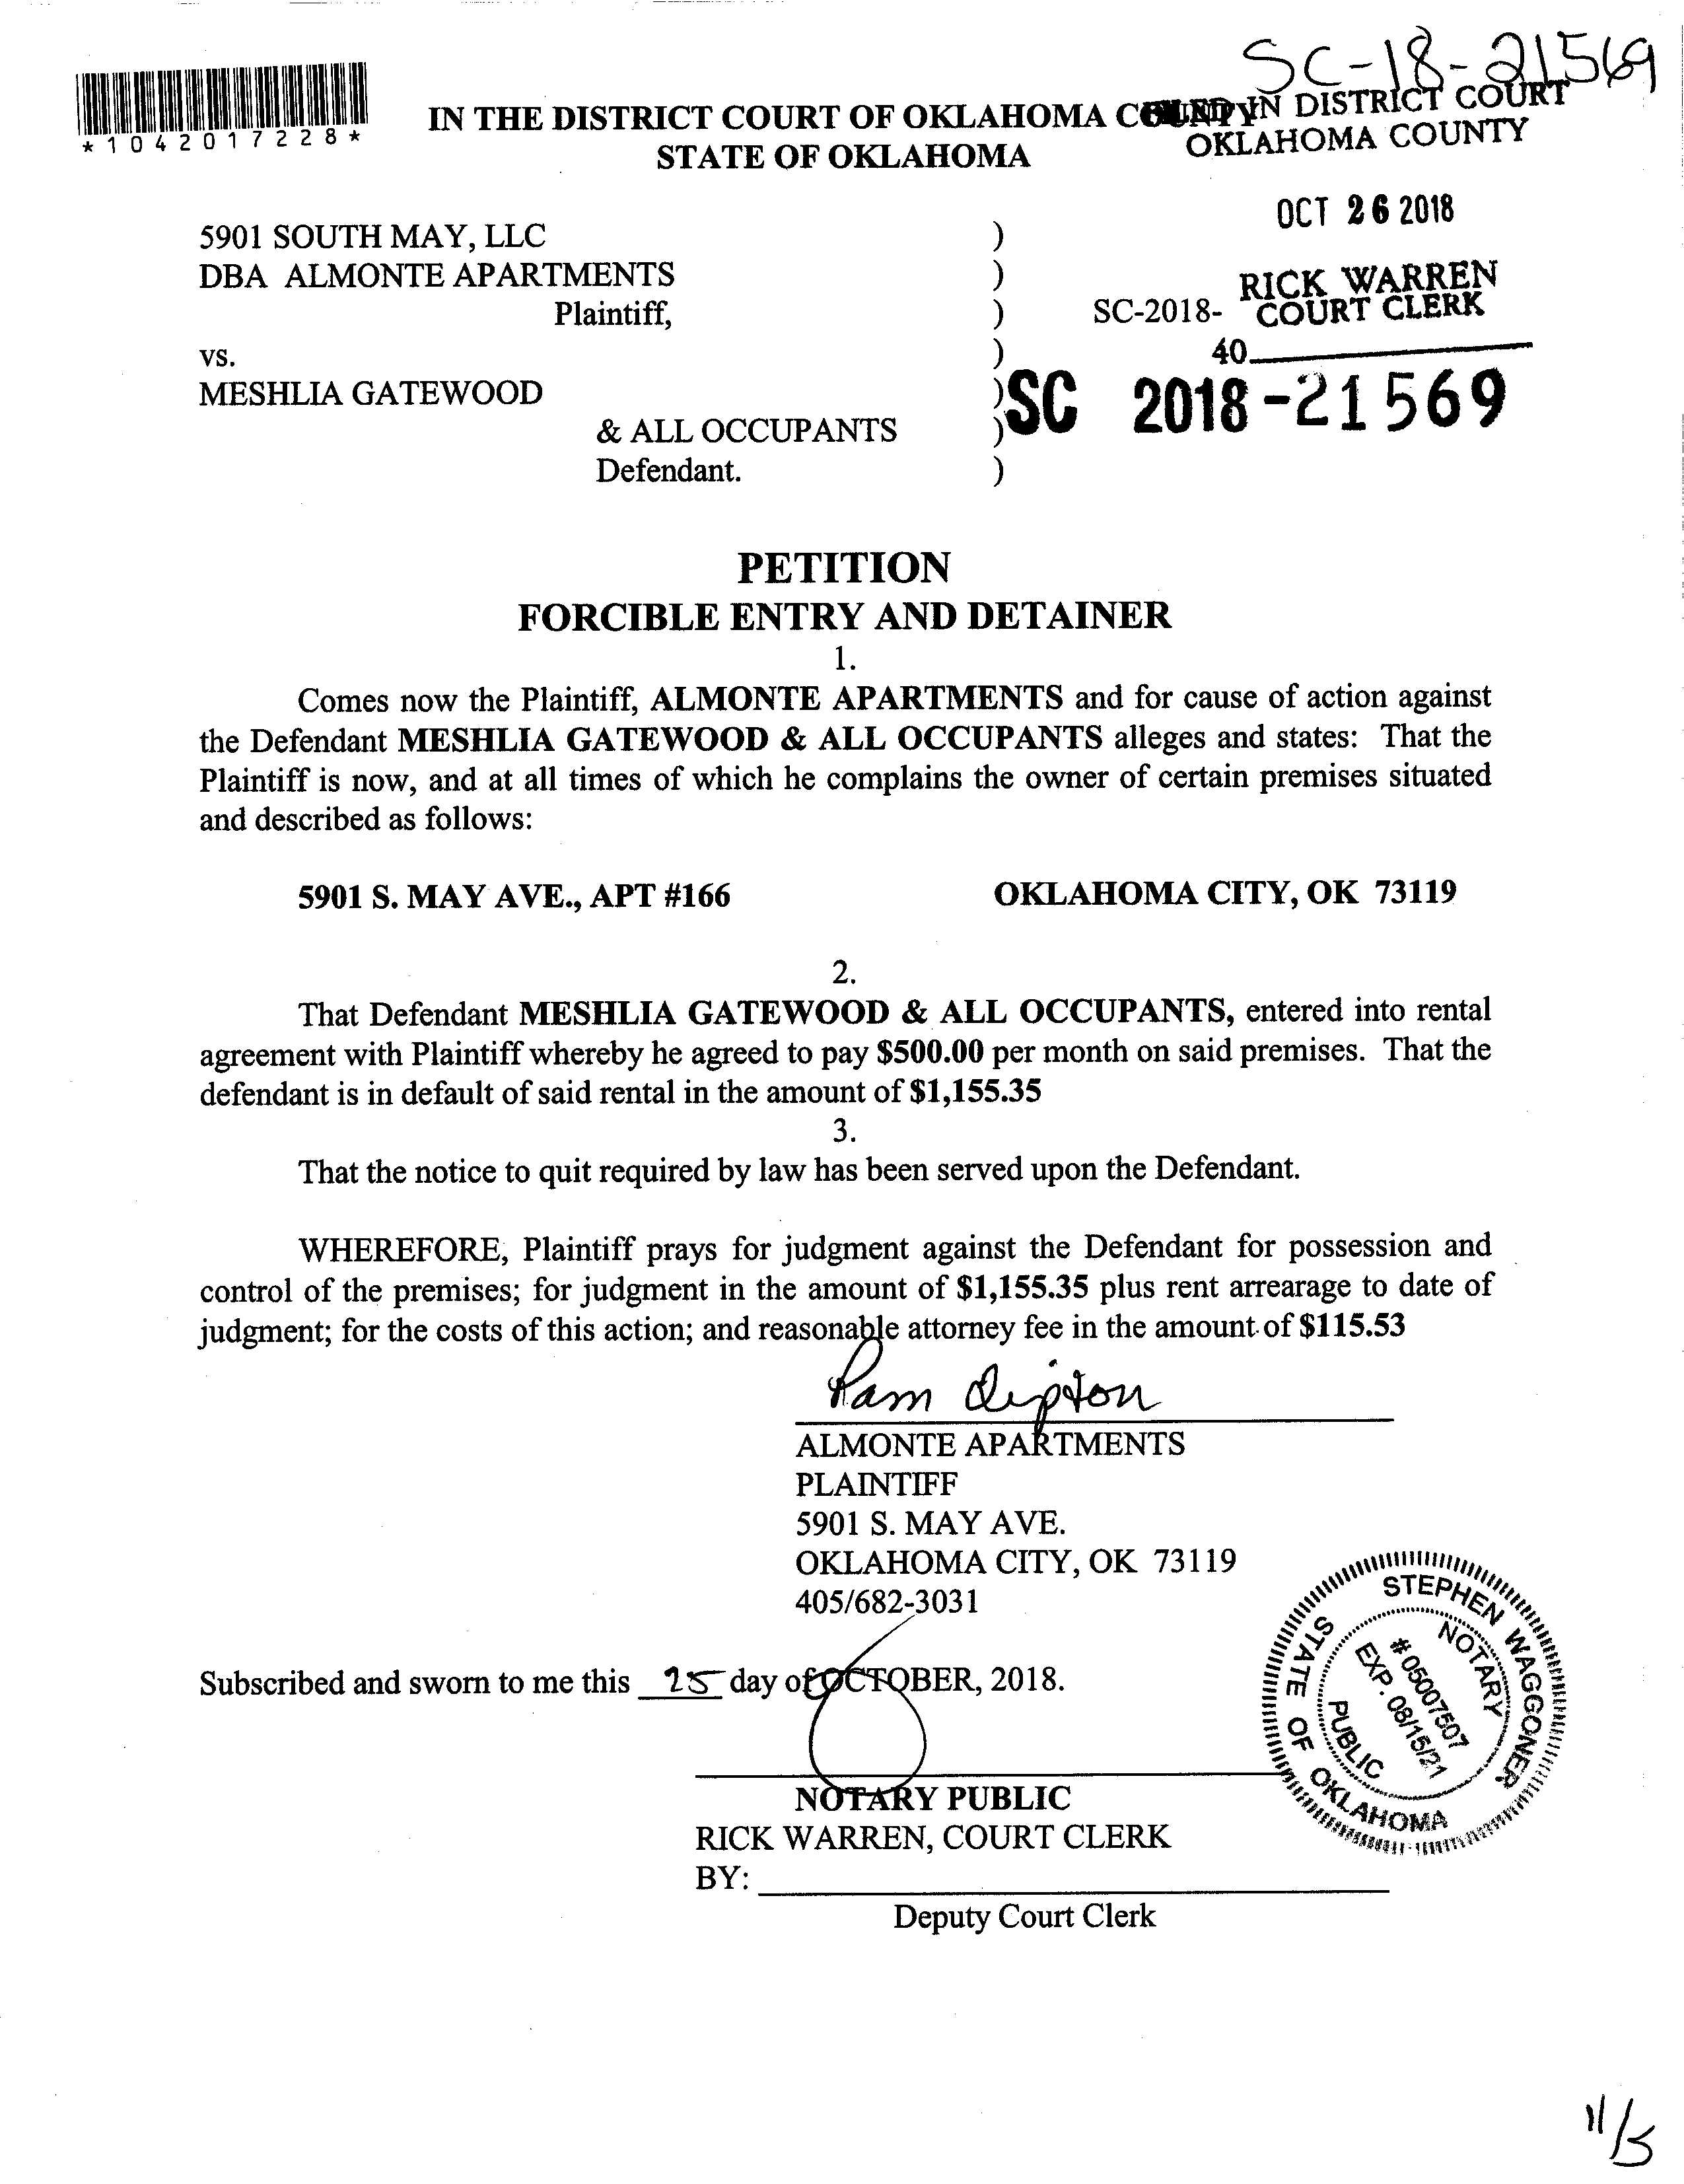 SC-18-21569
*1042017228*
IN THE DISTRICT COURT OF OKLAHOMA COUNTY
STATE OF OKLAHOMA
FILED IN DISTRICT COURT
OKLAHOMA COUNTY
OCT 26 2018
RICK WARREN
COURT CLERK
40
5901 SOUTH MAY, LLC )
DBA ALMONTE APARTMENTS )
Plaintiff, ) SC-2018-
vs. )
MESHLIA GATEWOOD ) SC 2018-21569
& ALL OCCUPANTS )
Defendant. )
PETITION
FORCIBLE ENTRY AND DETAINER
1.
Comes now the Plaintiff, ALMONTE APARTMENTS and for cause of action against
the Defendant MESHLIA GATEWOOD & ALL OCCUPANTS alleges and states: That the
Plaintiff is now, and at all times of which he complains the owner of certain premises situated
and described as follows:
5901 S. MAY AVE., APT #166 OKLAHOMA CITY, OK 73119
2.
That Defendant MESHLIA GATEWOOD & ALL OCCUPANTS, entered into rental
agreement with Plaintiff whereby he agreed to pay $500.00 per month on said premises. That the
defendant is in default of said rental in the amount of $1,155.35
3.
That the notice to quit required by law has been served upon the Defendant.
WHEREFORE, Plaintiff prays for judgment against the Defendant for possession and
control of the premises; for judgment in the amount of $1,155.35 plus rent arrearage to date of
judgment; for the costs of this action; and reasonable attorney fee in the amount of $115.53
Pam
ALMONTE APARTMENTS
PLAINTIFF
5901 S. MAY AVE.
OKLAHOMA CITY, OK 73119
405/682-3031
Subscribed and sworn to me this 25 day of OCTOBER, 2018.
NOTARY PUBLIC
RICK WARREN, COURT CLERK
BY:
Deputy Court Clerk
STEPHEN WAGGONER
STATE OF OKLAHOMA
NOTARY
# 05007507
EXP. 08/15/21
PUBLIC
11/5